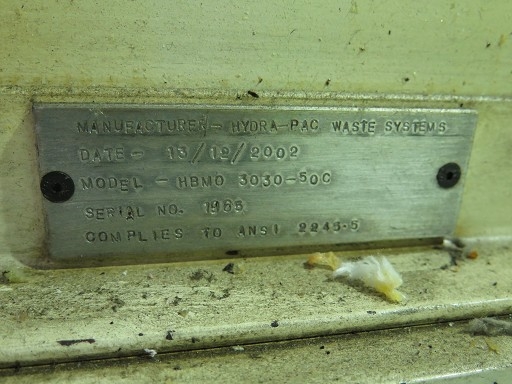 MANUFACTURER - HYDRA-PAC WASTE SYSTEMS
DATE - 13/12/2002
MODEL - HBMO 3030-50C
SERIAL NO. 1985
COMPLIES TO ANSI 2245.5